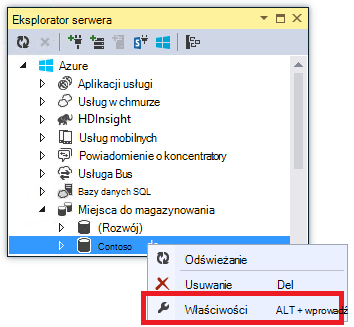 Eksplorator serwera
Azure
Aplikacji usługi
Usług w chmurze
HDInsight
Usług mobilnych
Powiadomienie o koncentratory
Usługa Bus
Bazy danych SQL
Miejsca do magazynowania
(Rozwój)
Contoso
Odświeżanie
Usuwanie Del
Właściwości ALT + wprowadź